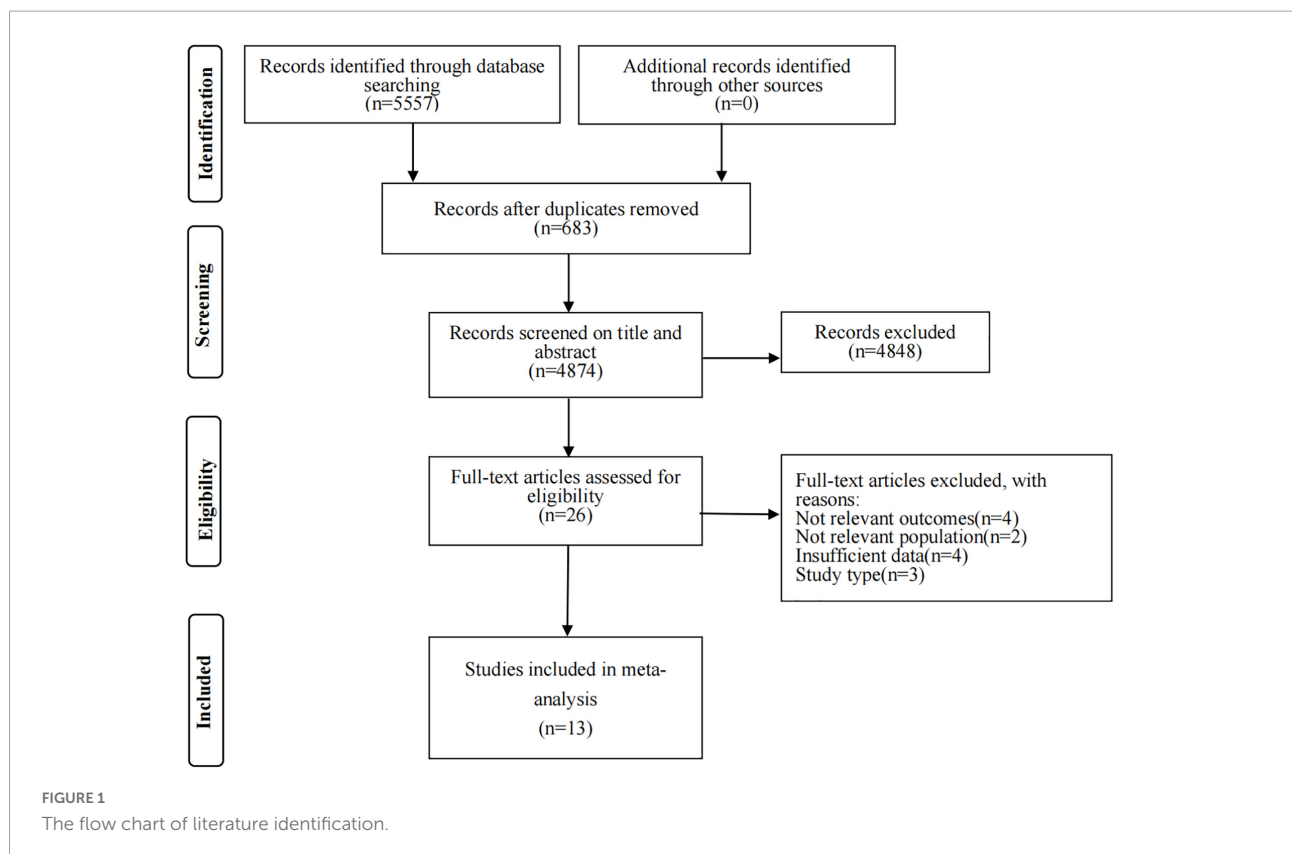 Identification
Records identified through database
searching
(n=5557)
Additional records identified
through other sources
(n=0)
Records after duplicates removed
(n=683)
Screening
Records screened on title and
abstract
(n=4874)
Records excluded
(n=4848)
Eligibility
Full-text articles assessed for
eligibility
(n=26)
Full-text articles excluded, with
reasons:
Not relevant outcomes(n=4)
Not relevant population(n=2)
Insufficient data(n=4)
Study type(n=3)
Included
Studies included in meta-
analysis
(n=13)
FIGURE 1
The flow chart of literature identification.